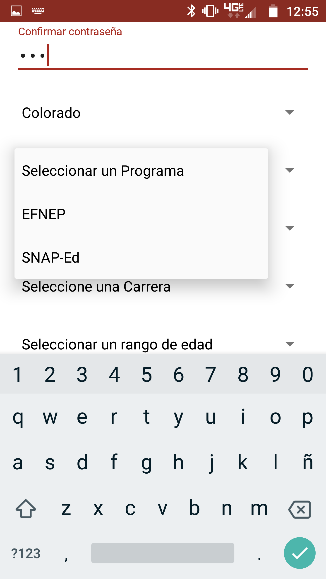 4G 12:55
Confirmar contraseña
•••
Colorado
Seleccionar un Programa
EFNEP
SNAP-Ed
Seleccione una Carrera
Seleccionar un rango de edad
1 2 3 4 5 6 7 8 9 0
q w e r t y u i o p
a s d f g h j k l ñ
z x c v b n m
?123 , .